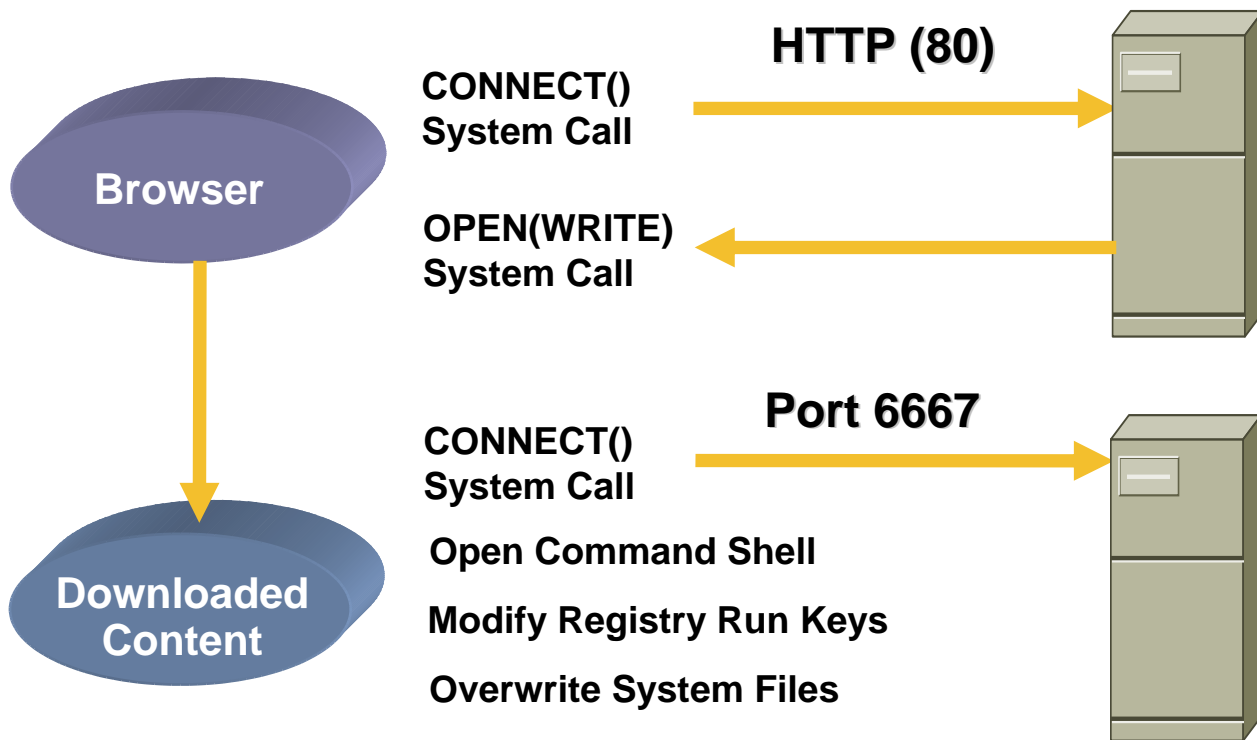 HTTP (80)
CONNECT()
System Call
Browser
OPEN(WRITE)
System Call
Port 6667
CONNECT()
System Call
Open Command Shell
Downloaded
Content
Modify Registry Run Keys
Overwrite System Files